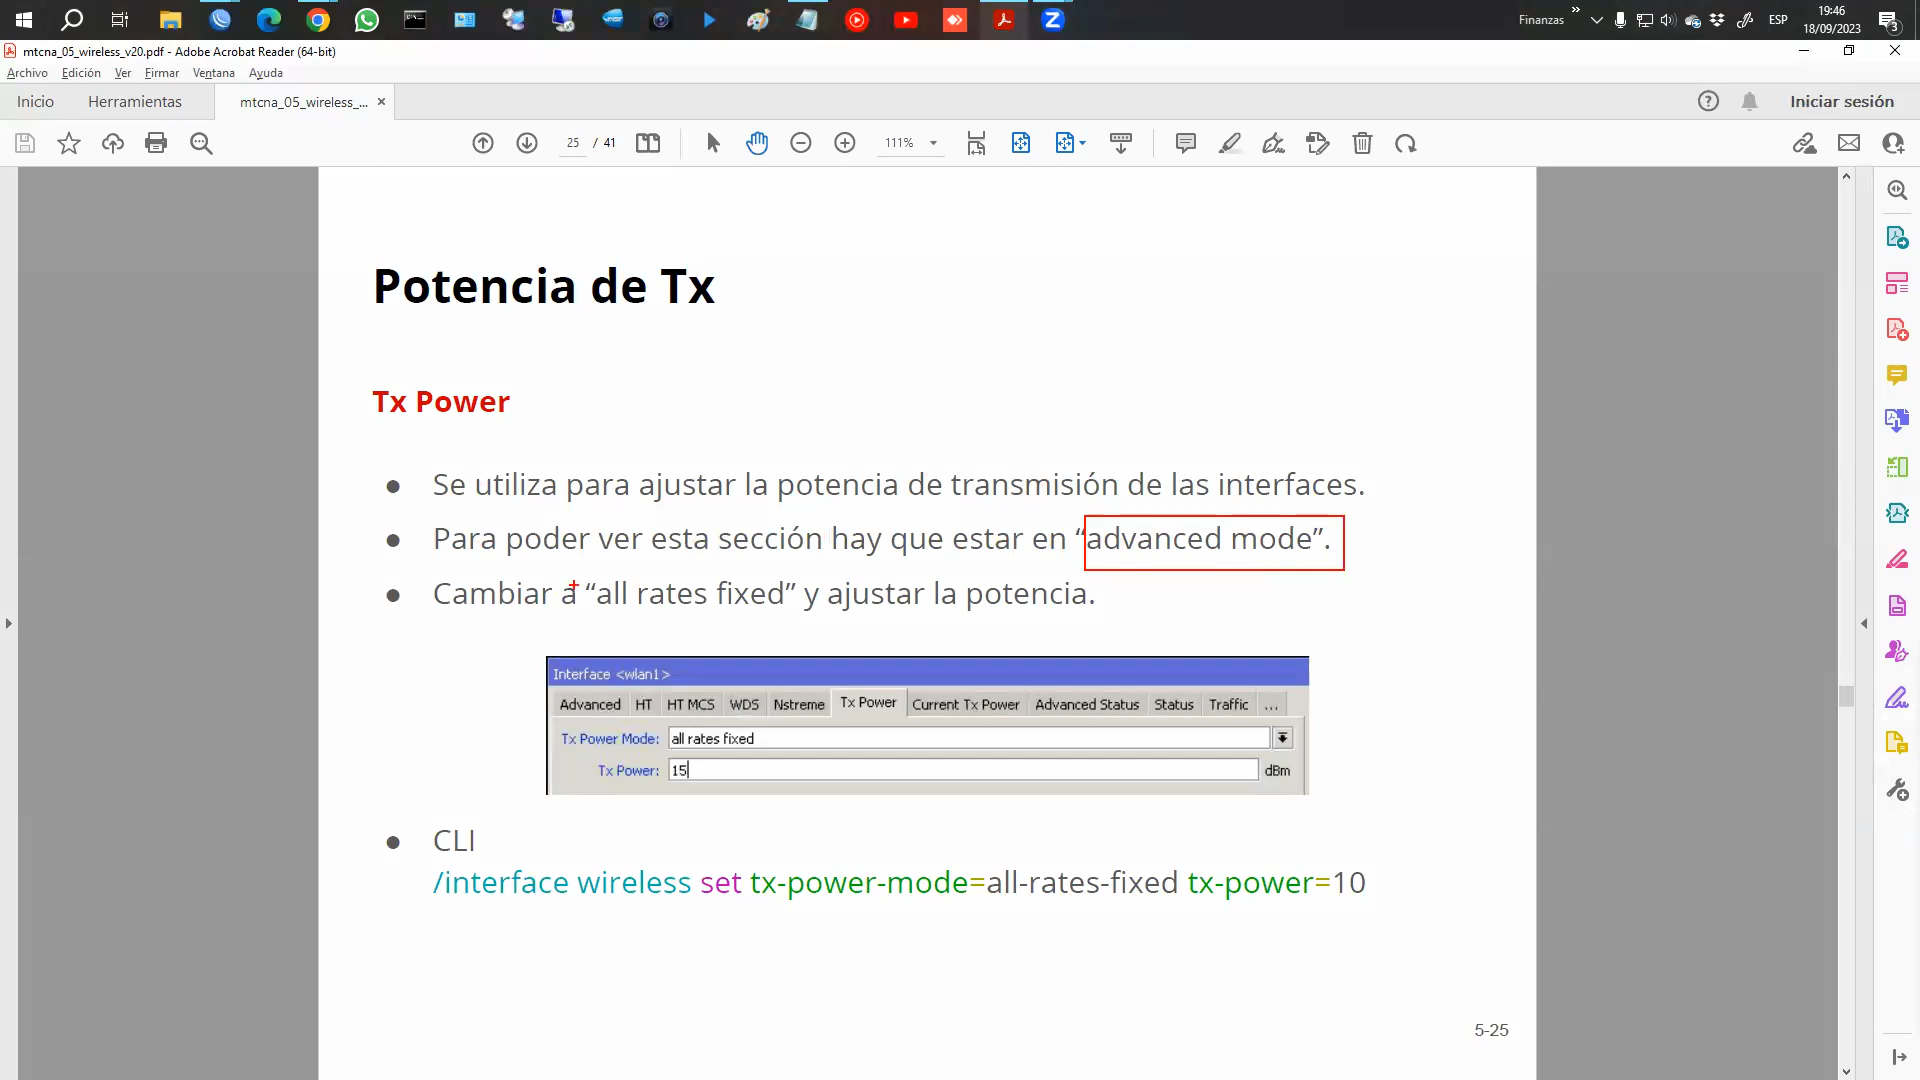 Finanzas
»
ESP
19:46
18/09/2023
3
mtcna_05_wireless_v20.pdf - Adobe Acrobat Reader (64-bit)
Archivo Edición Ver Firmar Ventana Ayuda
Inicio Herramientas mtcna_05_wireless_... × Iniciar sesión
25 / 41 111%
Potencia de Tx
Tx Power
● Se utiliza para ajustar la potencia de transmisión de las interfaces.
● Para poder ver esta sección hay que estar en “advanced mode”.
● Cambiar a “all rates fixed” y ajustar la potencia.
Interface <wlan1>
Advanced HT HT MCS WDS Nstreme Tx Power Current Tx Power Advanced Status Status Traffic ...
Tx Power Mode: all rates fixed
Tx Power: 15 dBm
● CLI
/interface wireless set tx-power-mode=all-rates-fixed tx-power=10
5-25